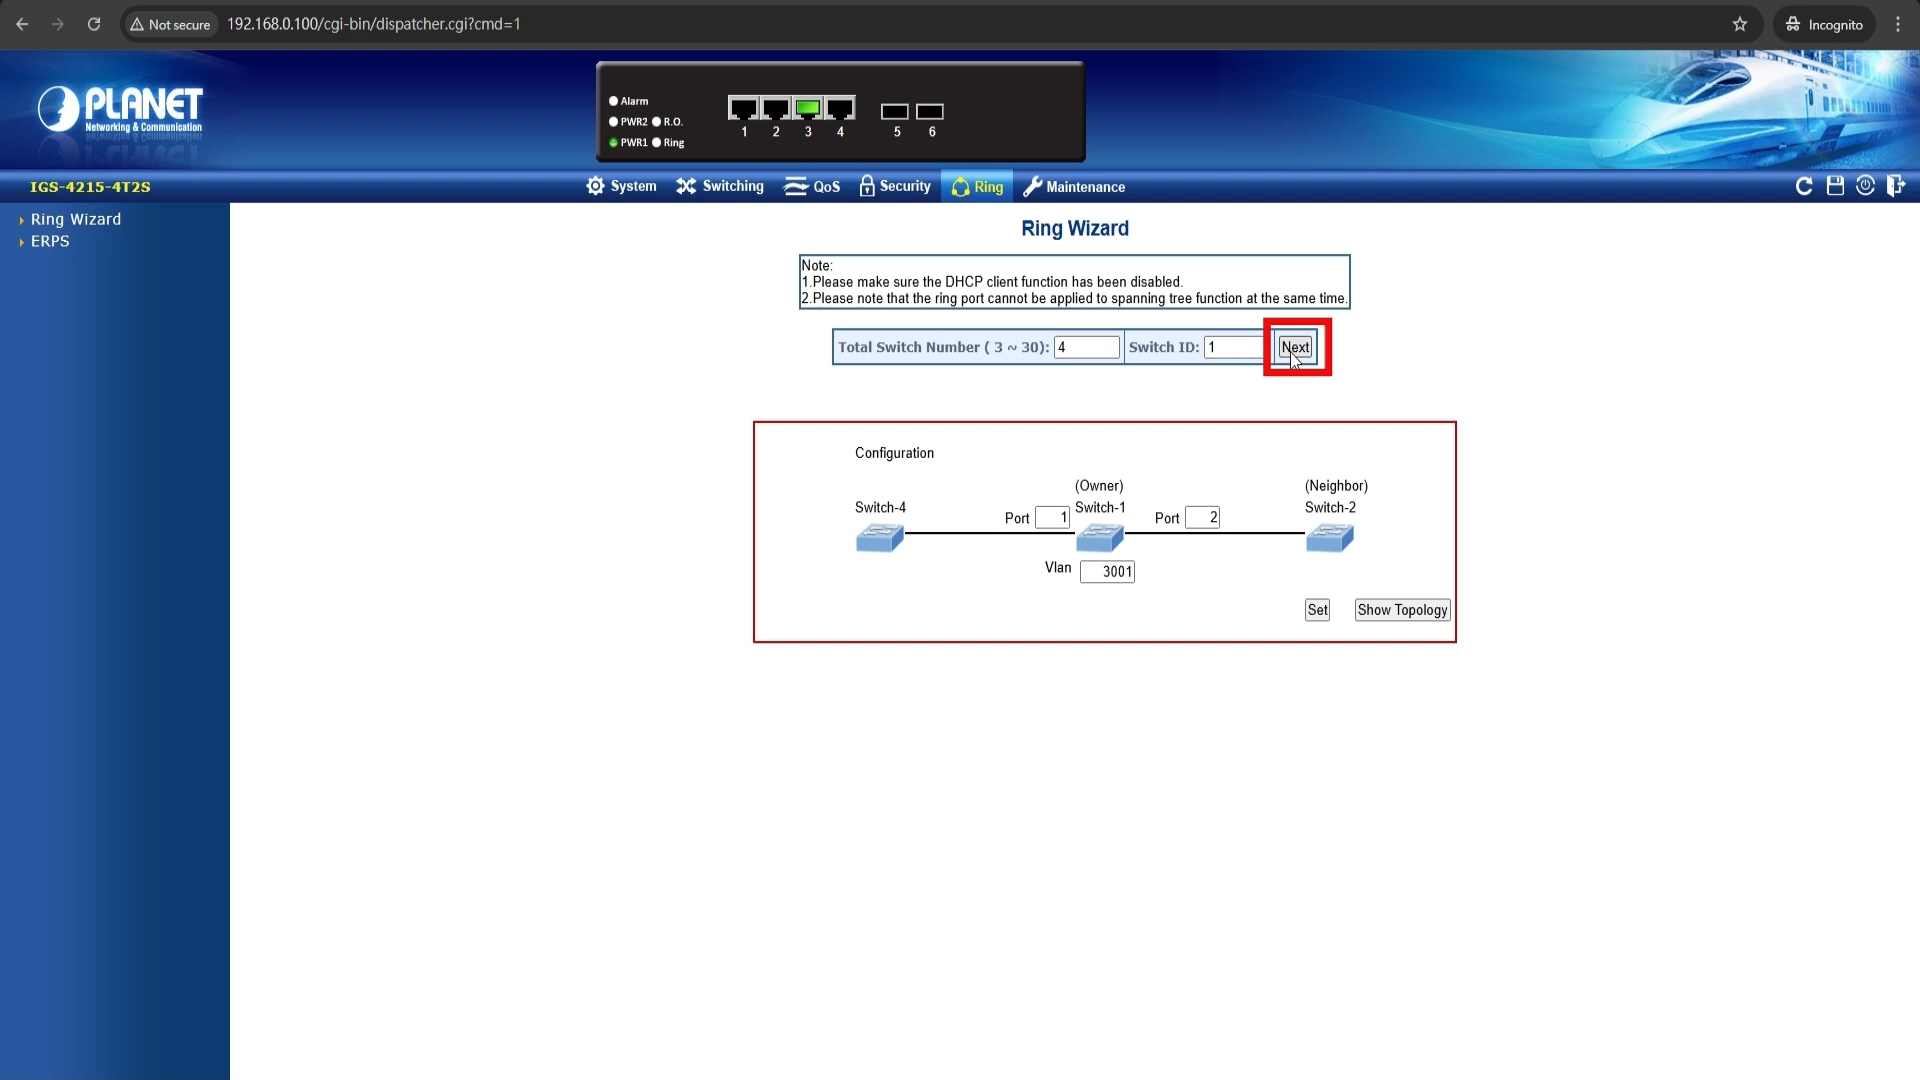 Not secure
192.168.0.100/cgi-bin/dispatcher.cgi?cmd=1
Incognito
PLANET
Networking & Communication
Alarm
PWR2 R.O.
PWR1 Ring
1 2 3 4 5 6
IGS-4215-4T2S
System Switching QoS Security Ring Maintenance
Ring Wizard
ERPS
Ring Wizard
Note:
1.Please make sure the DHCP client function has been disabled.
2.Please note that the ring port cannot be applied to spanning tree function at the same time.
Total Switch Number ( 3 ~ 30): 4 Switch ID: 1 Next
Configuration
(Owner) (Neighbor)
Switch-4 Port 1 Switch-1 Port 2 Switch-2
Vlan 3001
Set Show Topology